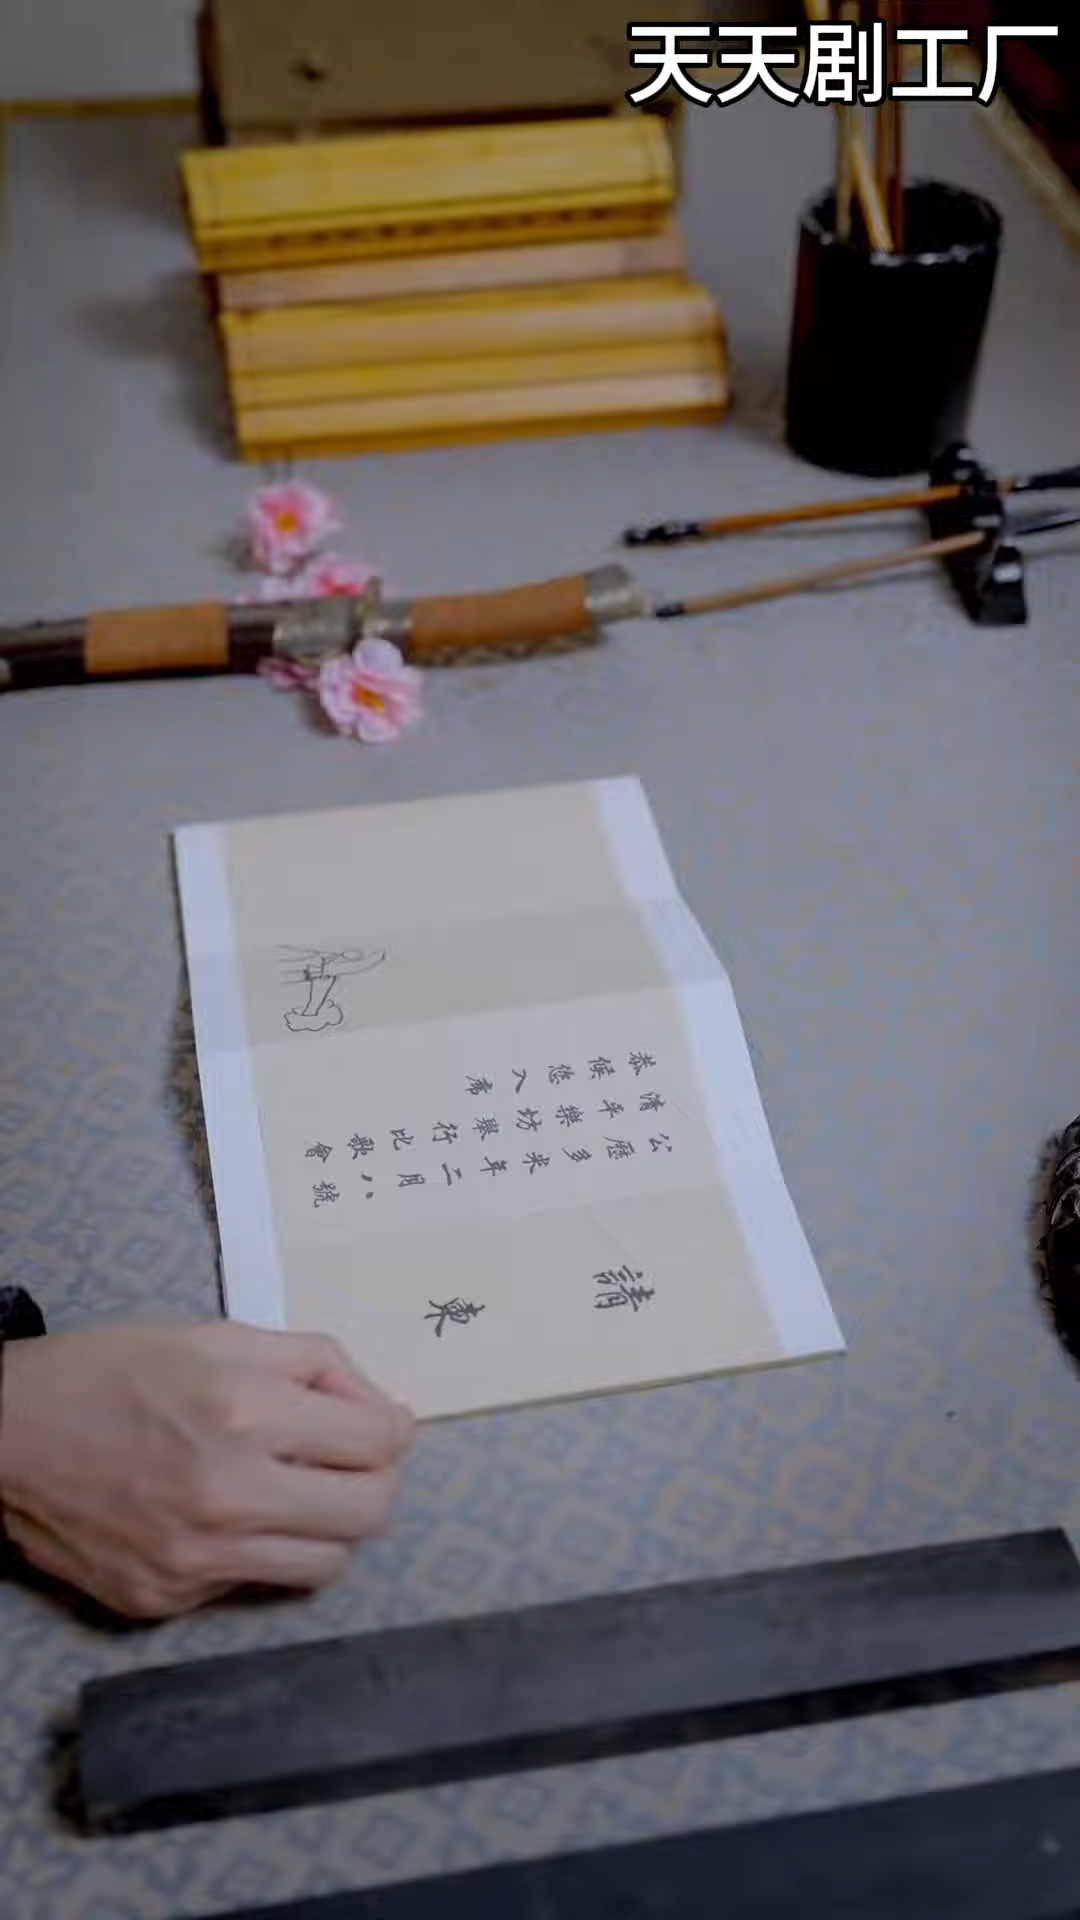 天天剧工厂
請柬
公歷多米年二月八號
清平樂坊舉行比歌會
恭候您入席